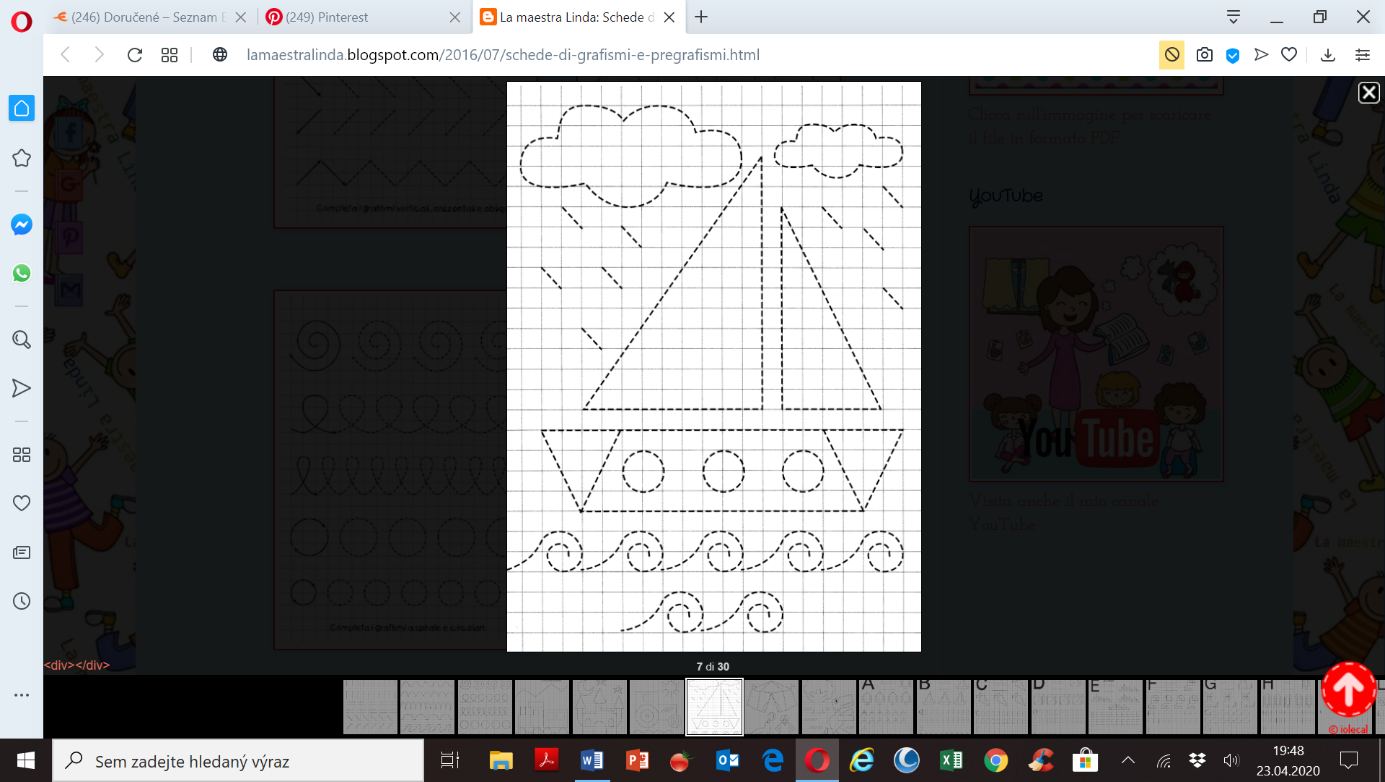 (246) Doručené – Seznam E
(249) Pinterest
La maestra Linda: Schede d
lamaestralinda.blogspot.com/2016/07/schede-di-grafismi-e-pregrafismi.html
Clicca sull'immagine per scaricare
il file in formato PDF
YouTube
YouTube
Visita anche il mio canale
YouTube
<div></div>
7 di 30
A B C D E F G H
© jolecal
Sem zadejte hledaný výraz
19:48
23.04.2020